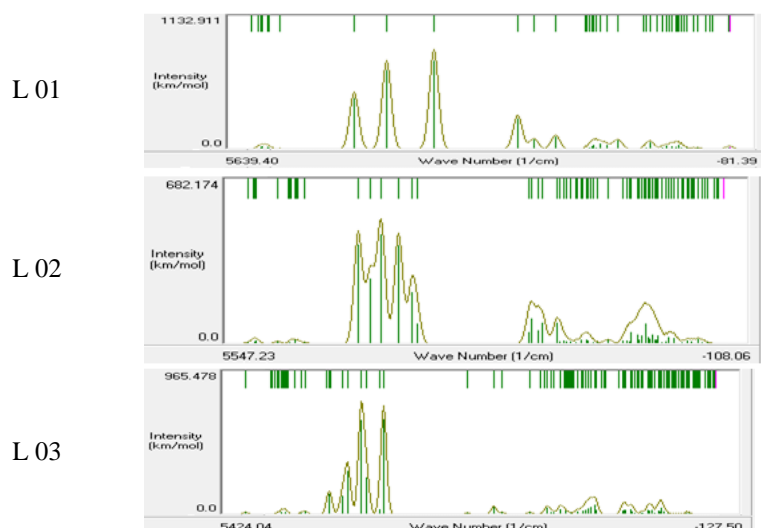 1132.911
L 01
Intensity
(km/mol)
0.0
5639.40 Wave Number (1/cm) -81.39
682.174
L 02
Intensity
(km/mol)
0.0
5547.23 Wave Number (1/cm) -108.06
965.478
L 03
Intensity
(km/mol)
0.0
5424.04 Wave Number (1/cm) -127.50